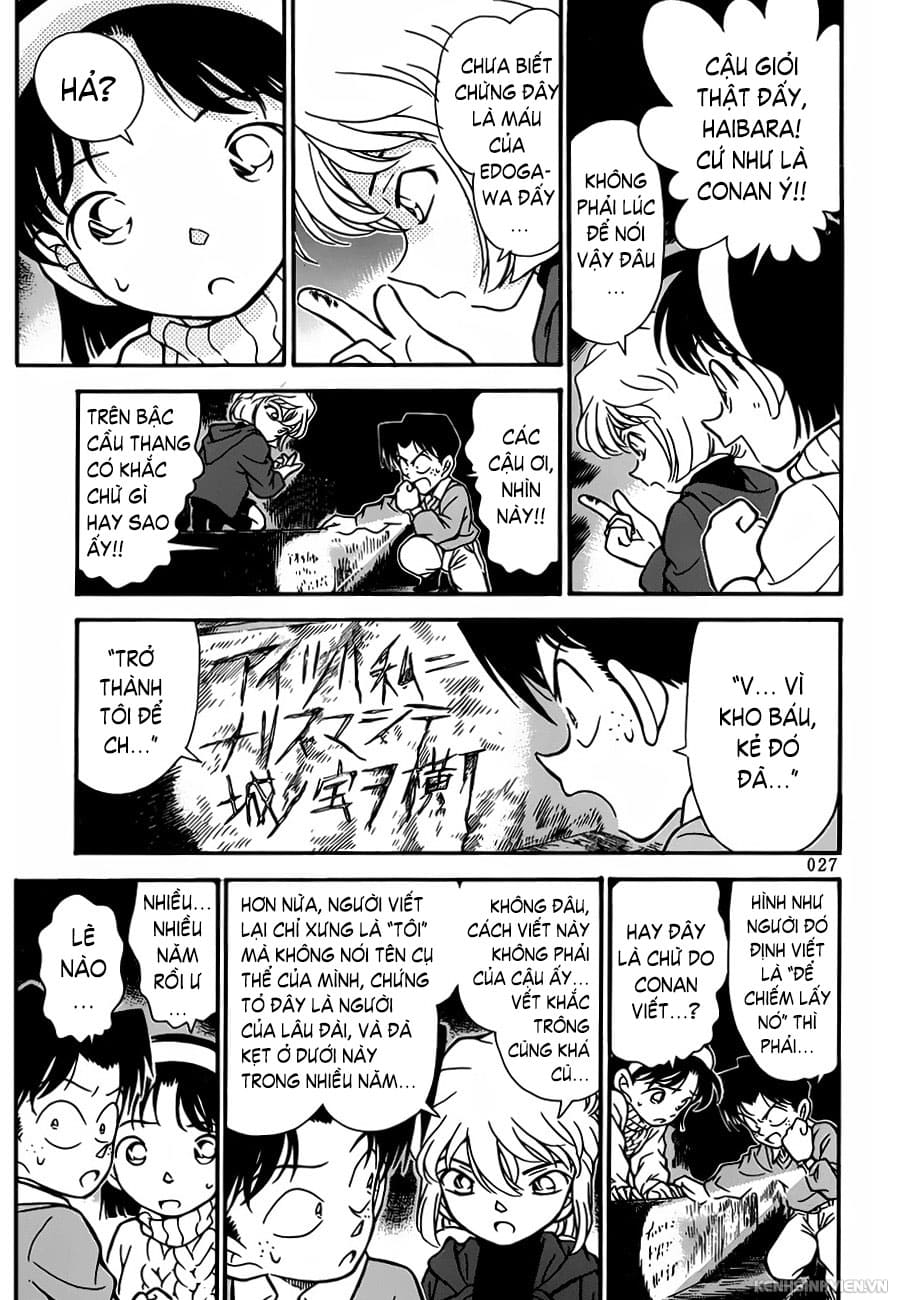 CẬU GIỎI
THẬT ĐẤY,
HAIBARA!
CỨ NHƯ LÀ
CONAN Ý!!
KHÔNG
PHẢI LÚC
ĐỂ NÓI
VẬY ĐÂU
...
CHƯA BIẾT
CHỪNG ĐÂY
LÀ MÁU
CỦA
EDOGA-
WA ĐẤY
...
HẢ?
CÁC
CẬU ƠI,
NHÌN
NÀY!!
TRÊN BẬC
CẦU THANG
CÓ KHẮC
CHỮ GÌ
HAY SAO
ẤY!!
"V... VÌ
KHO BÁU,
KẺ ĐÓ
ĐÃ..."
アイツハ私ニ
ナリスマシテ
城ノ宝ヲ横
"TRỞ
THÀNH
TÔI ĐỂ
CH..."
027
HÌNH NHƯ
NGƯỜI ĐÓ
ĐỊNH VIẾT
LÀ "ĐỂ
CHIẾM LẤY
NÓ" THÌ
PHẢI...
HAY ĐÂY
LÀ CHỮ DO
CONAN
VIẾT...?
KHÔNG ĐÂU,
CÁCH VIẾT NÀY
KHÔNG PHẢI
CỦA CẬU ẤY...
VẾT KHẮC
TRÔNG
CŨNG KHÁ
CŨ...
HƠN NỮA, NGƯỜI VIẾT
LẠI CHỈ XƯNG LÀ "TÔI"
MÀ KHÔNG NÓI TÊN CỤ
THỂ CỦA MÌNH, CHỨNG
TỎ ĐÂY LÀ NGƯỜI
CỦA LÂU ĐÀI, VÀ ĐÃ
KẸT Ở DƯỚI NÀY
TRONG NHIỀU NĂM...
NHIỀU...
NHIỀU
NĂM
RỒI Ư
...
LẼ
NÀO
...
KENHSINHVIEN.VN